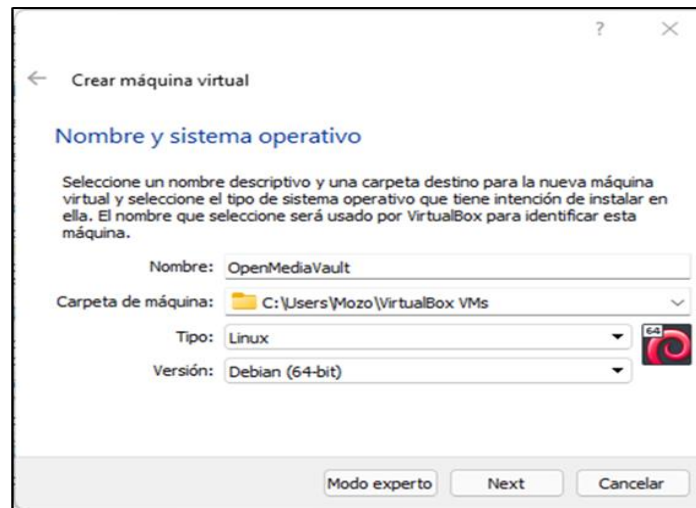 ?
Crear máquina virtual
Nombre y sistema operativo
Seleccione un nombre descriptivo y una carpeta destino para la nueva máquina
virtual y seleccione el tipo de sistema operativo que tiene intención de instalar en
ella. El nombre que seleccione será usado por VirtualBox para identificar esta
máquina.
Nombre: OpenMediaVault
Carpeta de máquina: C:\Users\Mozo\VirtualBox VMs
Tipo: Linux
64
Versión: Debian (64-bit)
Modo experto Next Cancelar